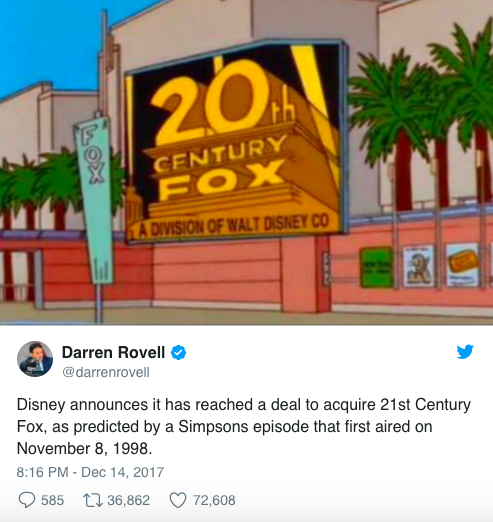 20th
CENTURY
FOX
A DIVISION OF WALT DISNEY CO
FOX
Darren Rovell
@darrenrovell
Disney announces it has reached a deal to acquire 21st Century
Fox, as predicted by a Simpsons episode that first aired on
November 8, 1998.
8:16 PM - Dec 14, 2017
585 36,862 72,608